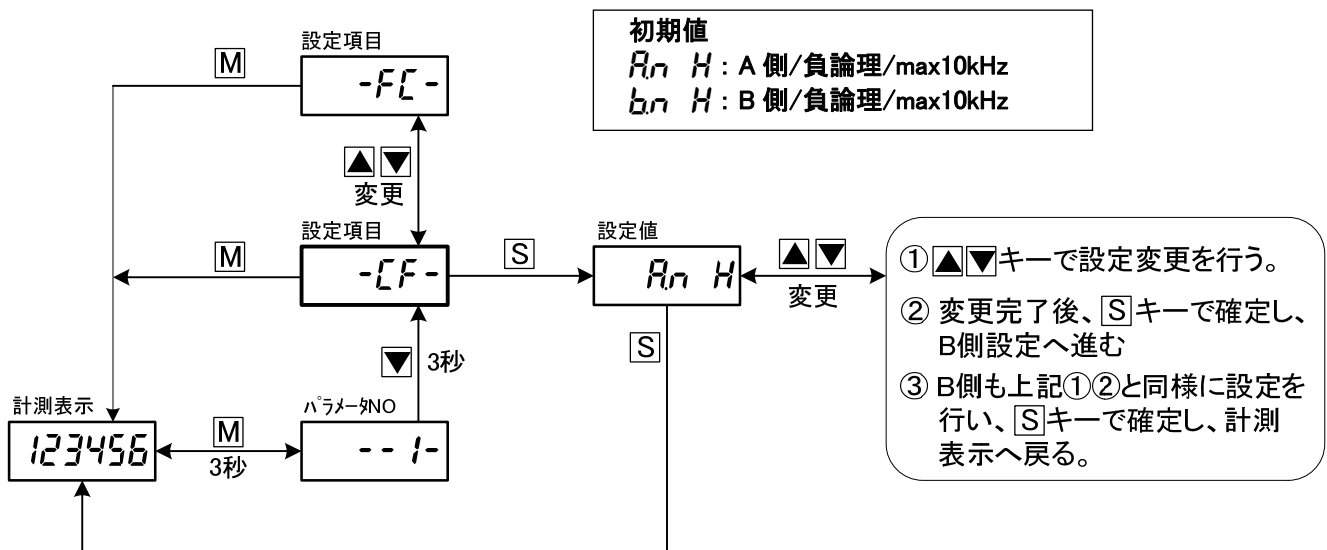 初期値
A.n H : A 側/負論理/max10kHz
b.n H : B 側/負論理/max10kHz
設定項目
M
-FC-
▲▼
変更
設定項目
M
-CF-
S
設定値
A.n H
▲▼
変更
①▲▼キーで設定変更を行う。
② 変更完了後、Sキーで確定し、
B側設定へ進む
③ B側も上記①②と同様に設定を
行い、Sキーで確定し、計測
表示へ戻る。
S
▼ 3秒
計測表示
123456
M
3秒
パラメータNO
--1-